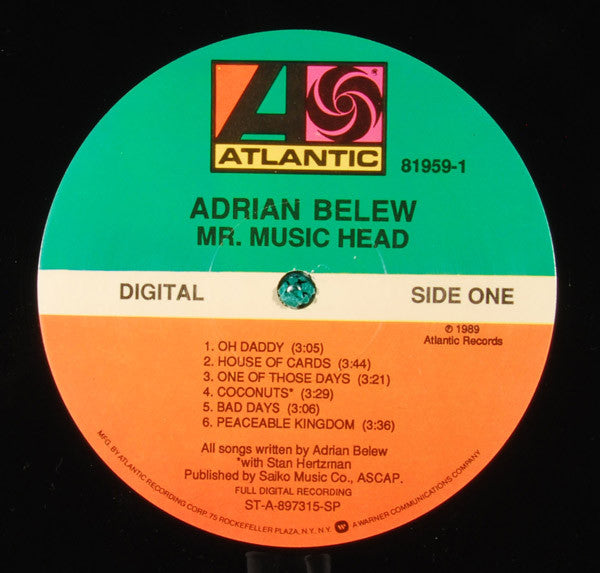 ATLANTIC
®
81959-1
ADRIAN BELEW
MR. MUSIC HEAD
DIGITAL
SIDE ONE
℗ 1989
Atlantic Records
1. OH DADDY (3:05)
2. HOUSE OF CARDS (3:44)
3. ONE OF THOSE DAYS (3:21)
4. COCONUTS* (3:29)
5. BAD DAYS (3:06)
6. PEACEABLE KINGDOM (3:36)
All songs written by Adrian Belew
*with Stan Hertzman
Published by Saiko Music Co., ASCAP.
FULL DIGITAL RECORDING
ST-A-897315-SP
MFG. BY ATLANTIC RECORDING CORP. 75 ROCKEFELLER PLAZA, N.Y. N.Y. A WARNER COMMUNICATIONS COMPANY